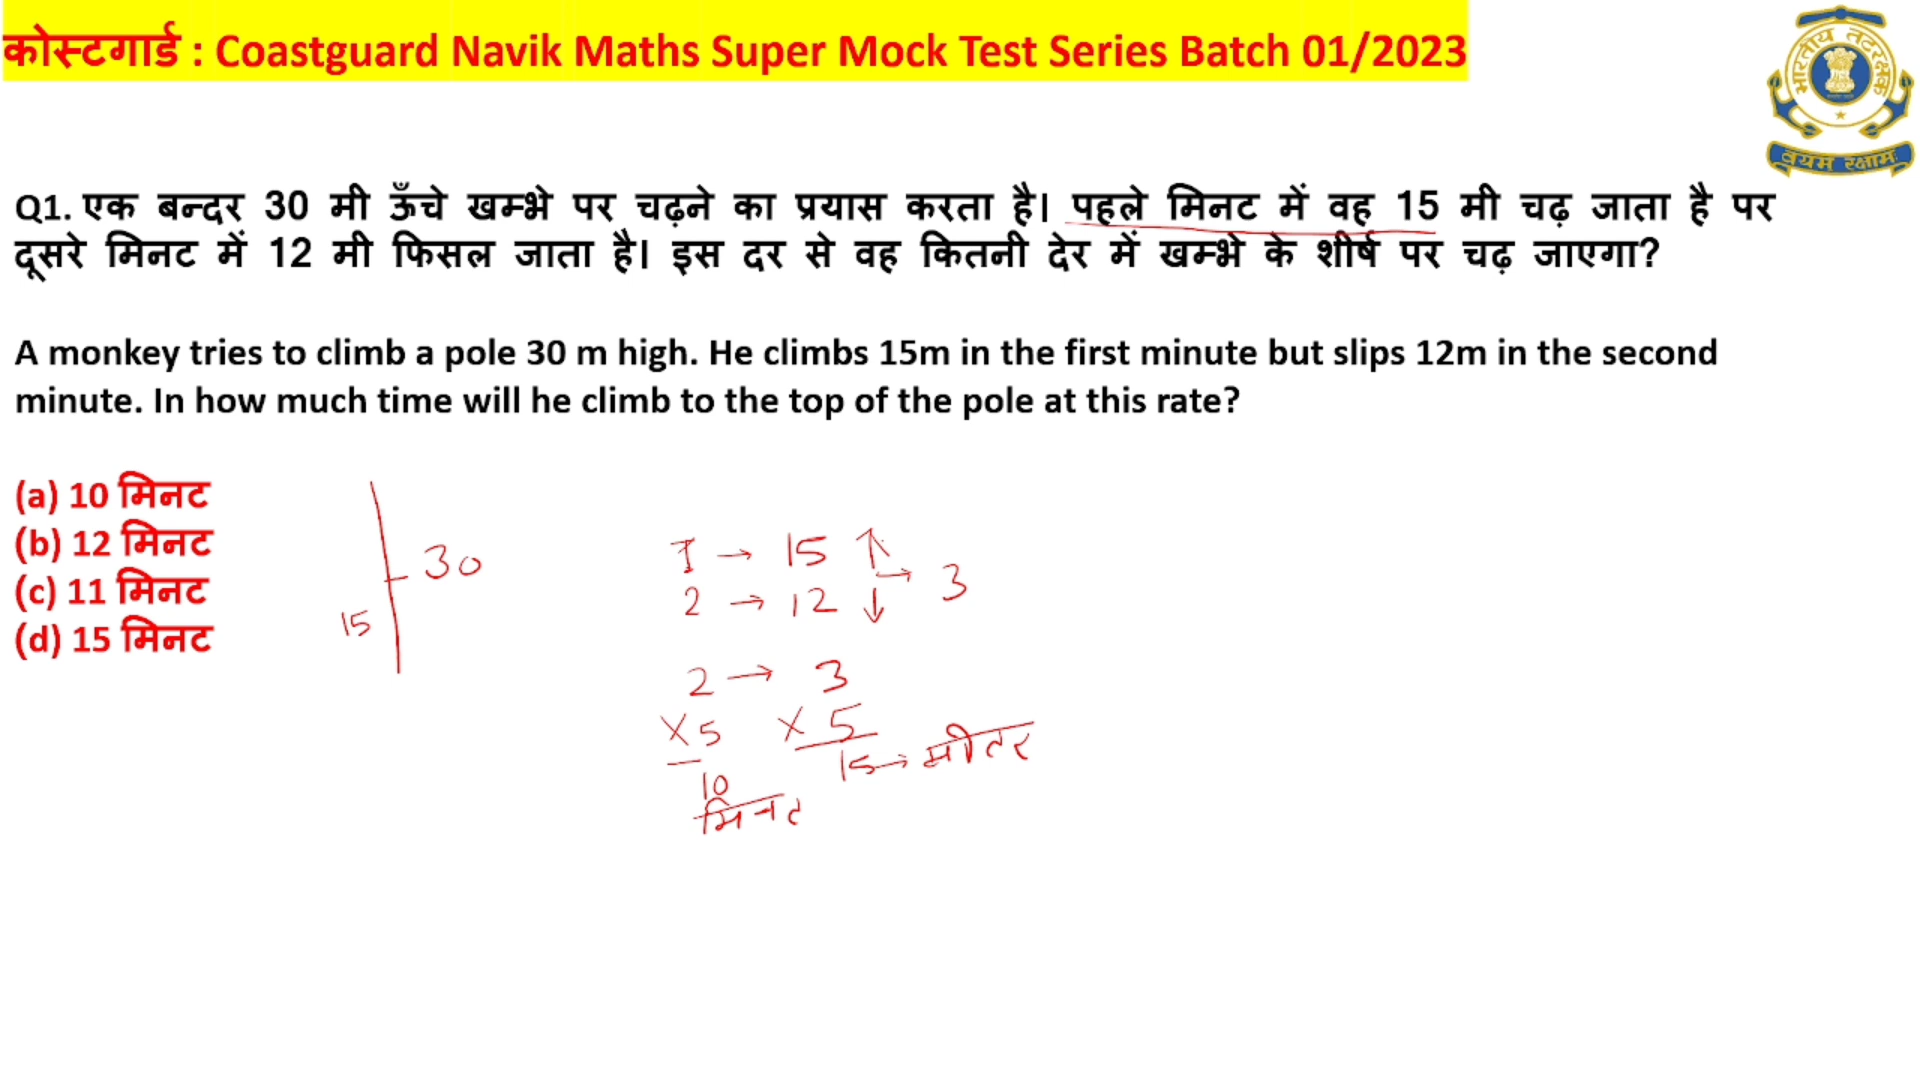 कोस्टगार्ड : Coastguard Navik Maths Super Mock Test Series Batch 01/2023
भारतीय तटरक्षक
वयम रक्षामः
Q1. एक बन्दर 30 मी ऊँचे खम्भे पर चढ़ने का प्रयास करता है। पहले मिनट में वह 15 मी चढ़ जाता है पर
दूसरे मिनट में 12 मी फिसल जाता है। इस दर से वह कितनी देर में खम्भे के शीर्ष पर चढ़ जाएगा?
A monkey tries to climb a pole 30 m high. He climbs 15m in the first minute but slips 12m in the second
minute. In how much time will he climb to the top of the pole at this rate?
(a) 10 मिनट
(b) 12 मिनट
(c) 11 मिनट
(d) 15 मिनट
30
15
1 → 15 ↑
→ 3
2 → 12 ↓
2 → 3
×5 ×5
10 15 → मीटर
मिनट